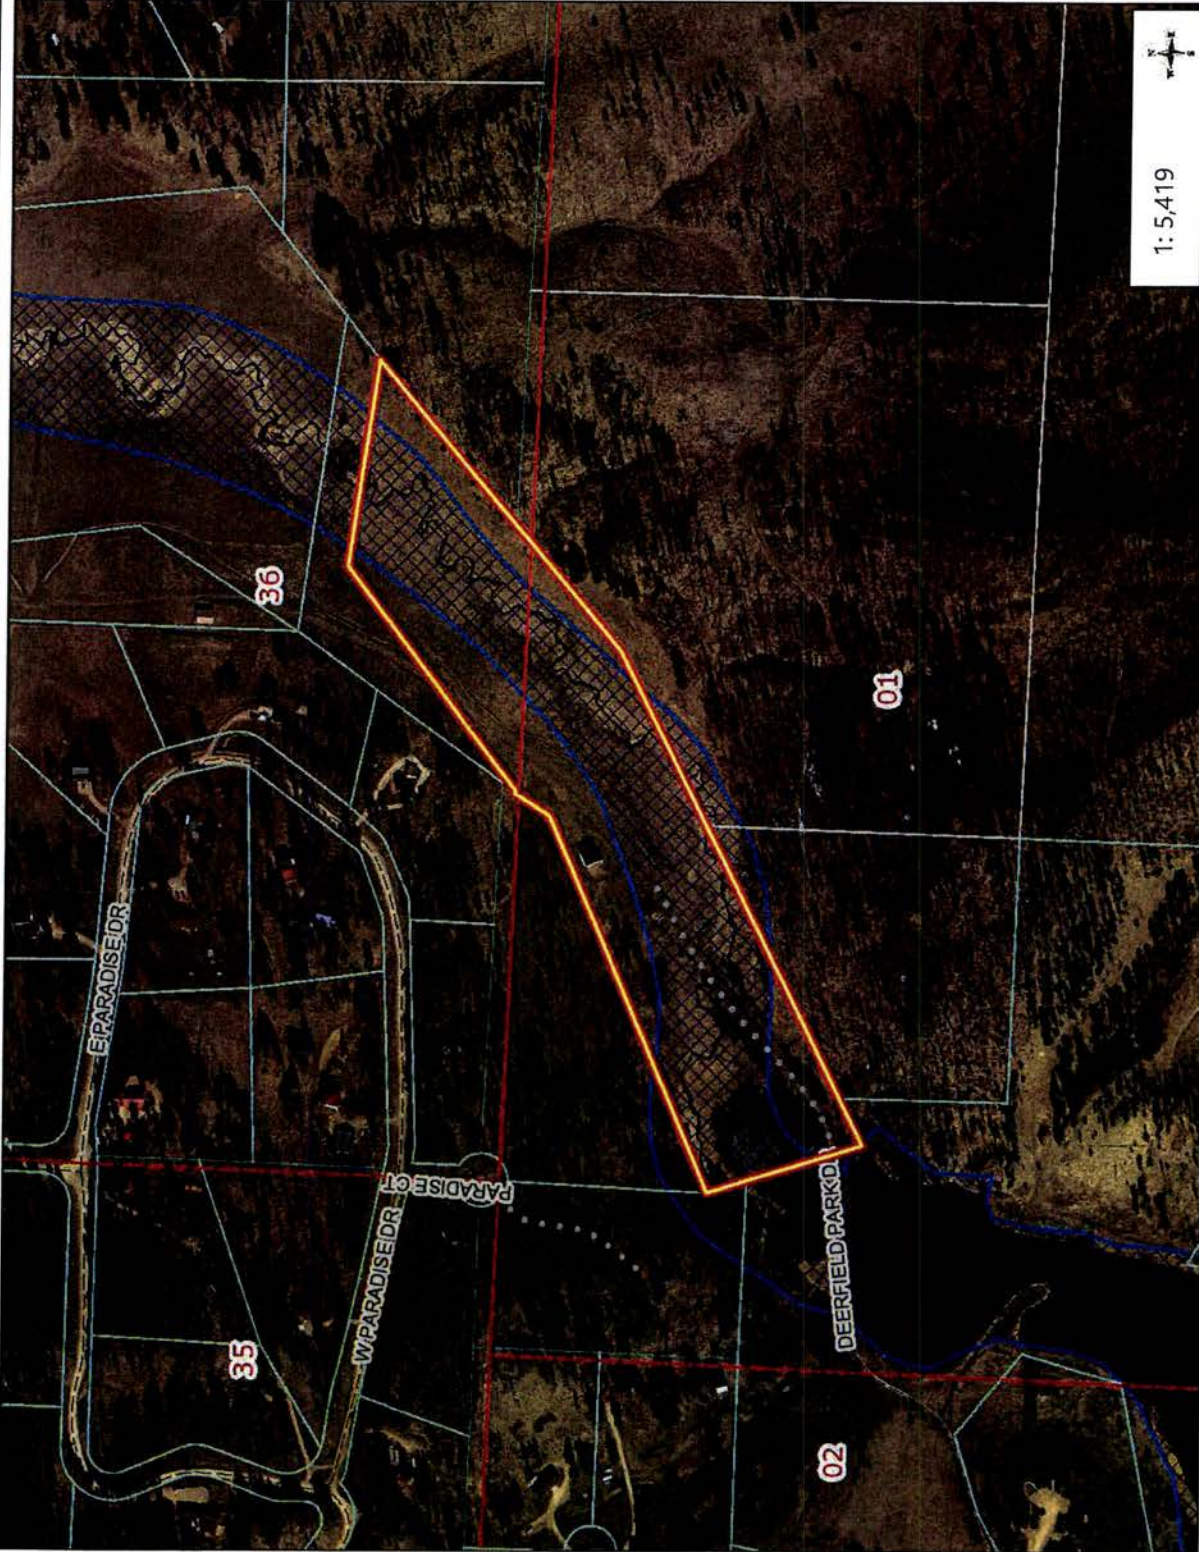 36
E PARADISE DR
PARADISE CT
35
W PARADISE DR
01
DEERFIELD PARK D
02
N
W
E
S
1: 5,419